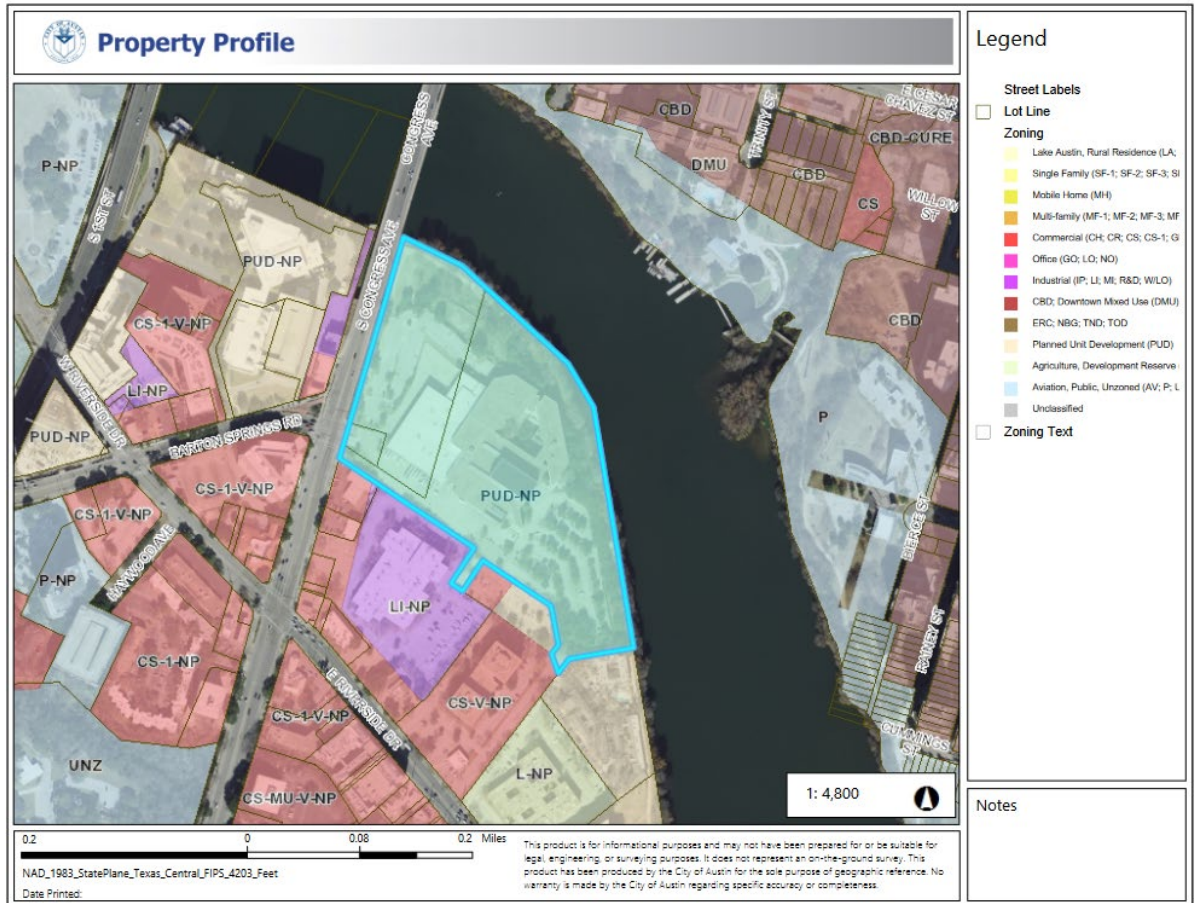 Property Profile
Legend
Street Labels
Lot Line
Zoning
Lake Austin, Rural Residence (LA;
Single Family (SF-1; SF-2; SF-3; SI
Mobile Home (MH)
Multi-family (MF-1; MF-2; MF-3; MF
Commercial (CH; CR; CS; CS-1; G
Office (GO; LO; NO)
Industrial (IP; LI; MI; R&D; W/LO)
CBD; Downtown Mixed Use (DMU)
ERC; NBG; TND; TOD
Planned Unit Development (PUD)
Agriculture, Development Reserve
Aviation, Public, Unzoned (AV; P; L
Unclassified
Zoning Text
Notes
P-NP
S 1ST ST
CONGRESS AVE
S CONGRESS AVE
PUD-NP
CS-1-V-NP
LI-NP
W RIVERSIDE DR
PUD-NP
BARTON SPRINGS RD
CS-1-V-NP
CS-1-V-NP
HAYWOOD AVE
P-NP
CS-1-NP
UNZ
CS-MU-V-NP
CS-1-V-NP
E RIVERSIDE DR
LI-NP
CS-V-NP
L-NP
PUD-NP
CBD
TRINITY ST
E CESAR CHAVEZ ST
CBD-CURE
DMU
CBD
CS
WILLOW ST
CBD
P
BIERCE ST
RAINEY ST
CUMMINGS ST
1: 4,800
0.2
0
0.08
0.2 Miles
NAD_1983_StatePlane_Texas_Central_FIPS_4203_Feet
Date Printed:
This product is for informational purposes and may not have been prepared for or be suitable for
legal, engineering, or surveying purposes. It does not represent an on-the-ground survey. This
product has been produced by the City of Austin for the sole purpose of geographic reference. No
warranty is made by the City of Austin regarding specific accuracy or completeness.